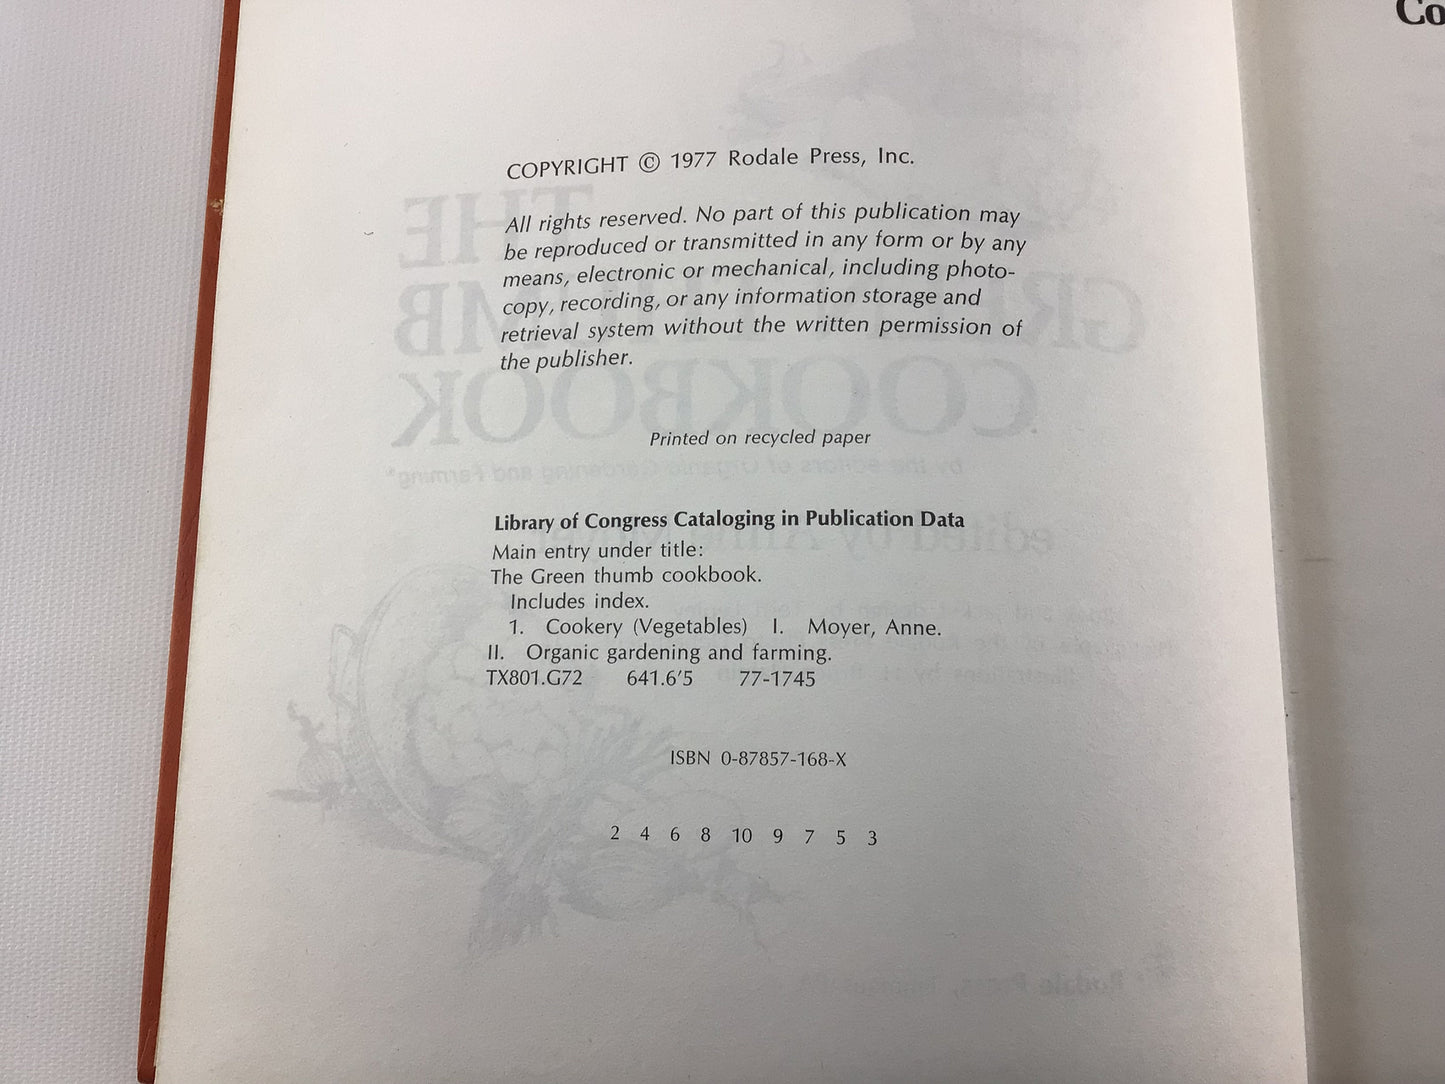 COPYRIGHT © 1977 Rodale Press, Inc.
All rights reserved. No part of this publication may
be reproduced or transmitted in any form or by any
means, electronic or mechanical, including photo-
copy, recording, or any information storage and
retrieval system without the written permission of
the publisher.
Printed on recycled paper
Library of Congress Cataloging in Publication Data
Main entry under title:
The Green thumb cookbook.
Includes index.
1. Cookery (Vegetables) I. Moyer, Anne.
II. Organic gardening and farming.
TX801.G72 641.6'5 77-1745
ISBN 0-87857-168-X
2 4 6 8 10 9 7 5 3